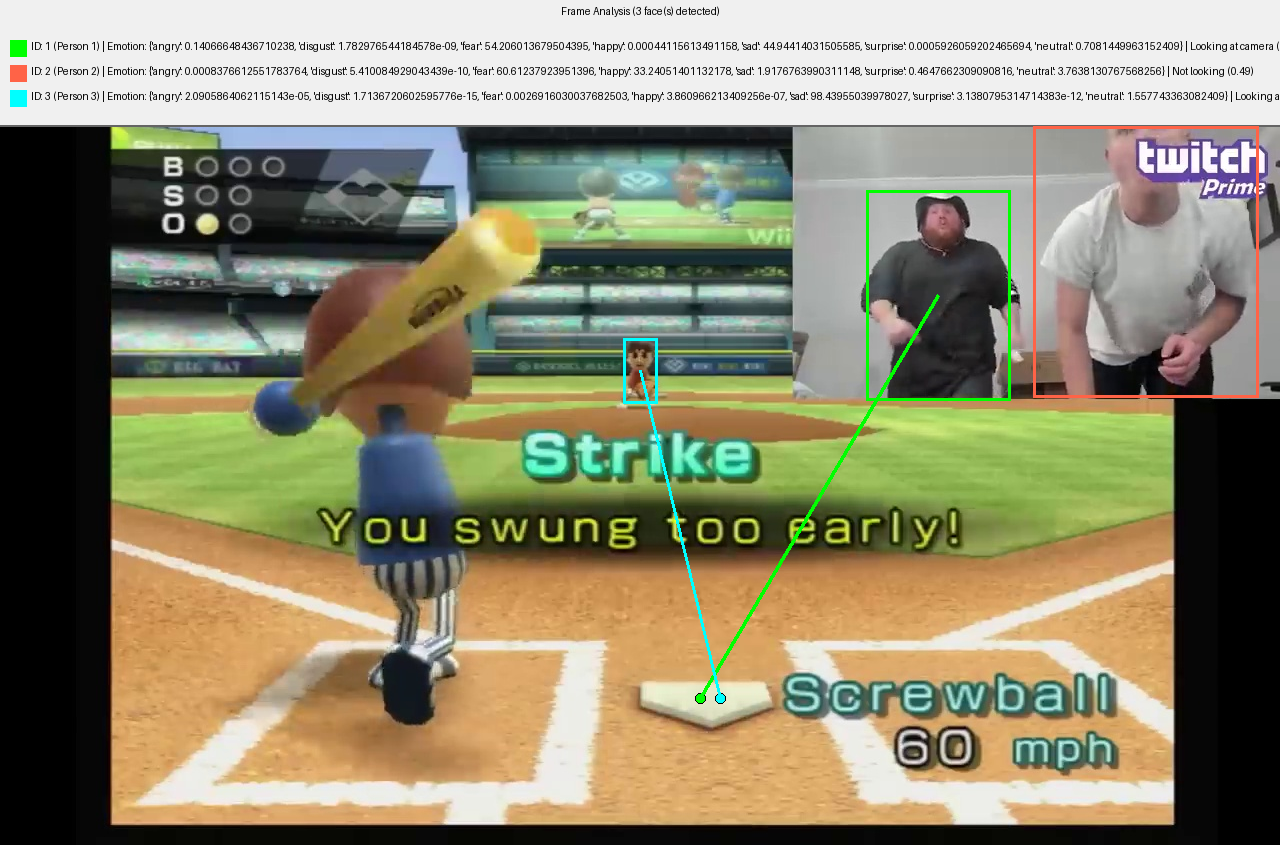 Frame Analysis (3 face(s) detected)
ID: 1 (Person 1) | Emotion: {'angry': 0.14066648436710238, 'disgust': 1.782976544184578e-09, 'fear': 54.206013679504395, 'happy': 0.00044115613491158, 'sad': 44.94414031505585, 'surprise': 0.0005926059202465694, 'neutral': 0.7081449963152409} | Looking at camera (
ID: 2 (Person 2) | Emotion: {'angry': 0.0008376612551783764, 'disgust': 5.410084929043439e-10, 'fear': 60.61237923951396, 'happy': 33.24051401132178, 'sad': 1.9176763990311148, 'surprise': 0.4647662309090816, 'neutral': 3.7638130767568256} | Not looking (0.49)
ID: 3 (Person 3) | Emotion: {'angry': 2.0905864062115143e-05, 'disgust': 1.7136720602595776e-15, 'fear': 0.0026916030037682503, 'happy': 3.860966213409256e-07, 'sad': 98.43955039978027, 'surprise': 3.1380795314714383e-12, 'neutral': 1.557743363082409} | Looking a
B
S
O
Wii
twitch
Prime
BIG BAT
Strike
You swung too early!
Screwball
60 mph